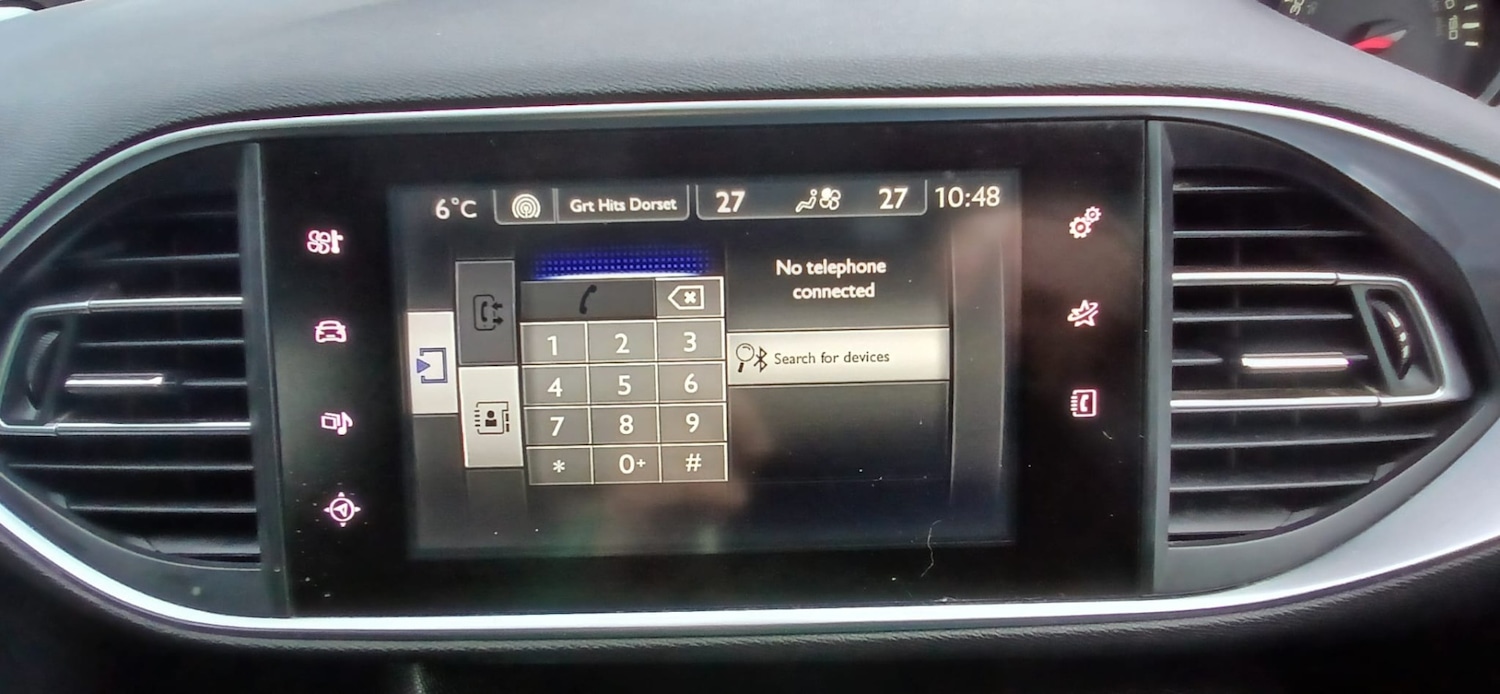 6°C
Grt Hits Dorset
27
27
10:48
No telephone
connected
1 2 3
Search for devices
4 5 6
7 8 9
* 0+ #